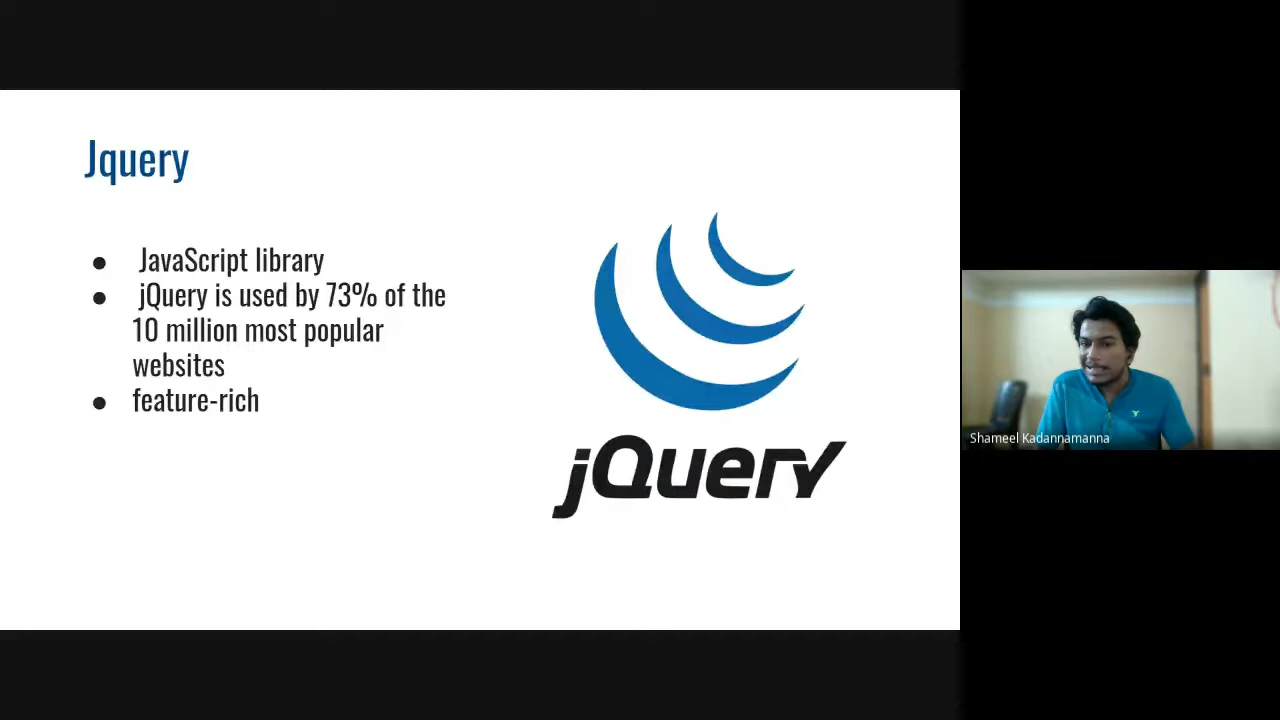 Jquery
● JavaScript library
● jQuery is used by 73% of the
10 million most popular
websites
● feature-rich
jQuery
Shameel Kadannamanna